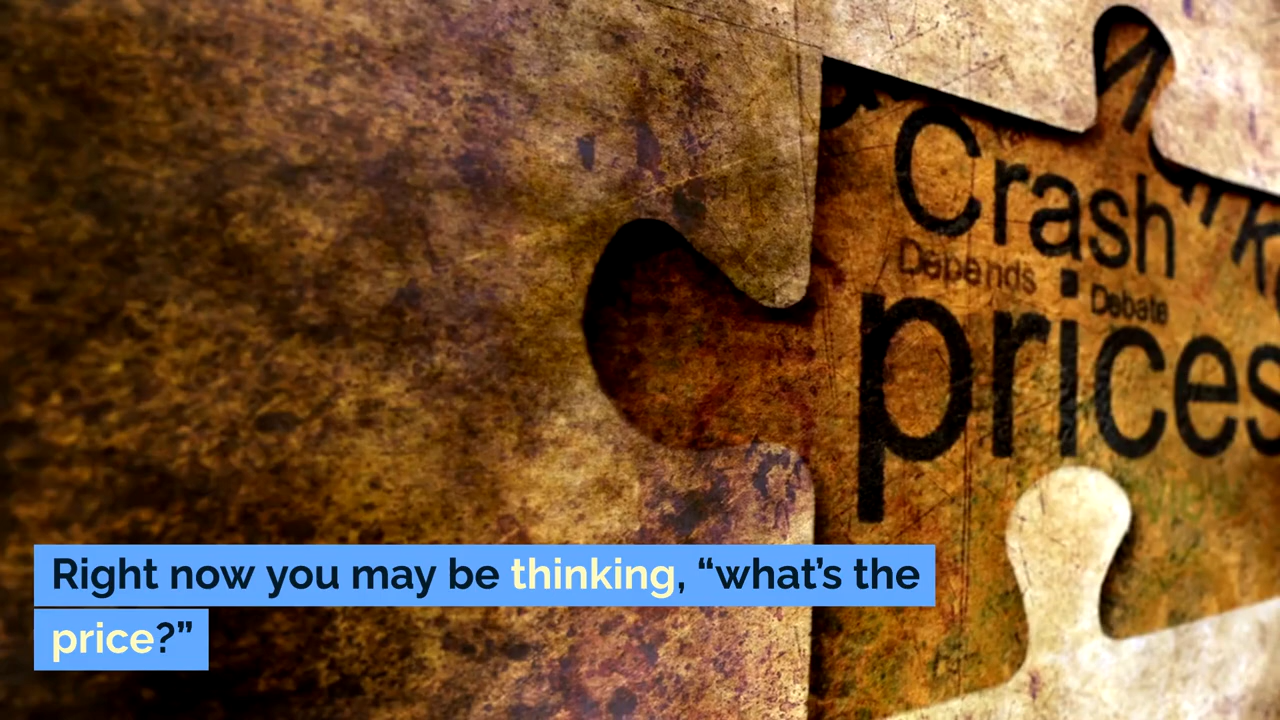 Crash
Depends
Debate
prices
Right now you may be thinking, “what’s the
price?”